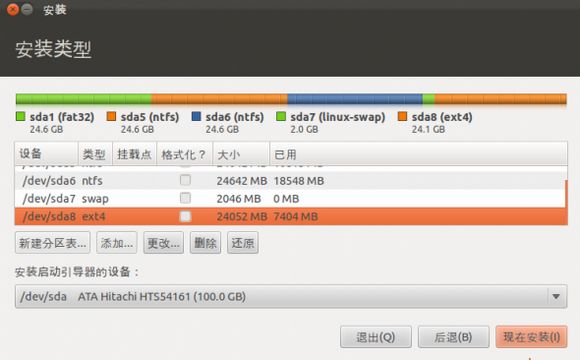 安装
安装类型
sda1 (fat32) sda5 (ntfs) sda6 (ntfs) sda7 (linux-swap) sda8 (ext4)
24.6 GB 24.6 GB 24.6 GB 2.0 GB 24.1 GB
设备 类型 挂载点 格式化？ 大小 已用
/dev/sda6 ntfs 24642 MB 18548 MB
/dev/sda7 swap 2046 MB 0 MB
/dev/sda8 ext4 24052 MB 7404 MB
新建分区表... 添加... 更改... 删除 还原
安装启动引导器的设备：
/dev/sda ATA Hitachi HTS54161 (100.0 GB)
退出(Q) 后退(B) 现在安装(I)